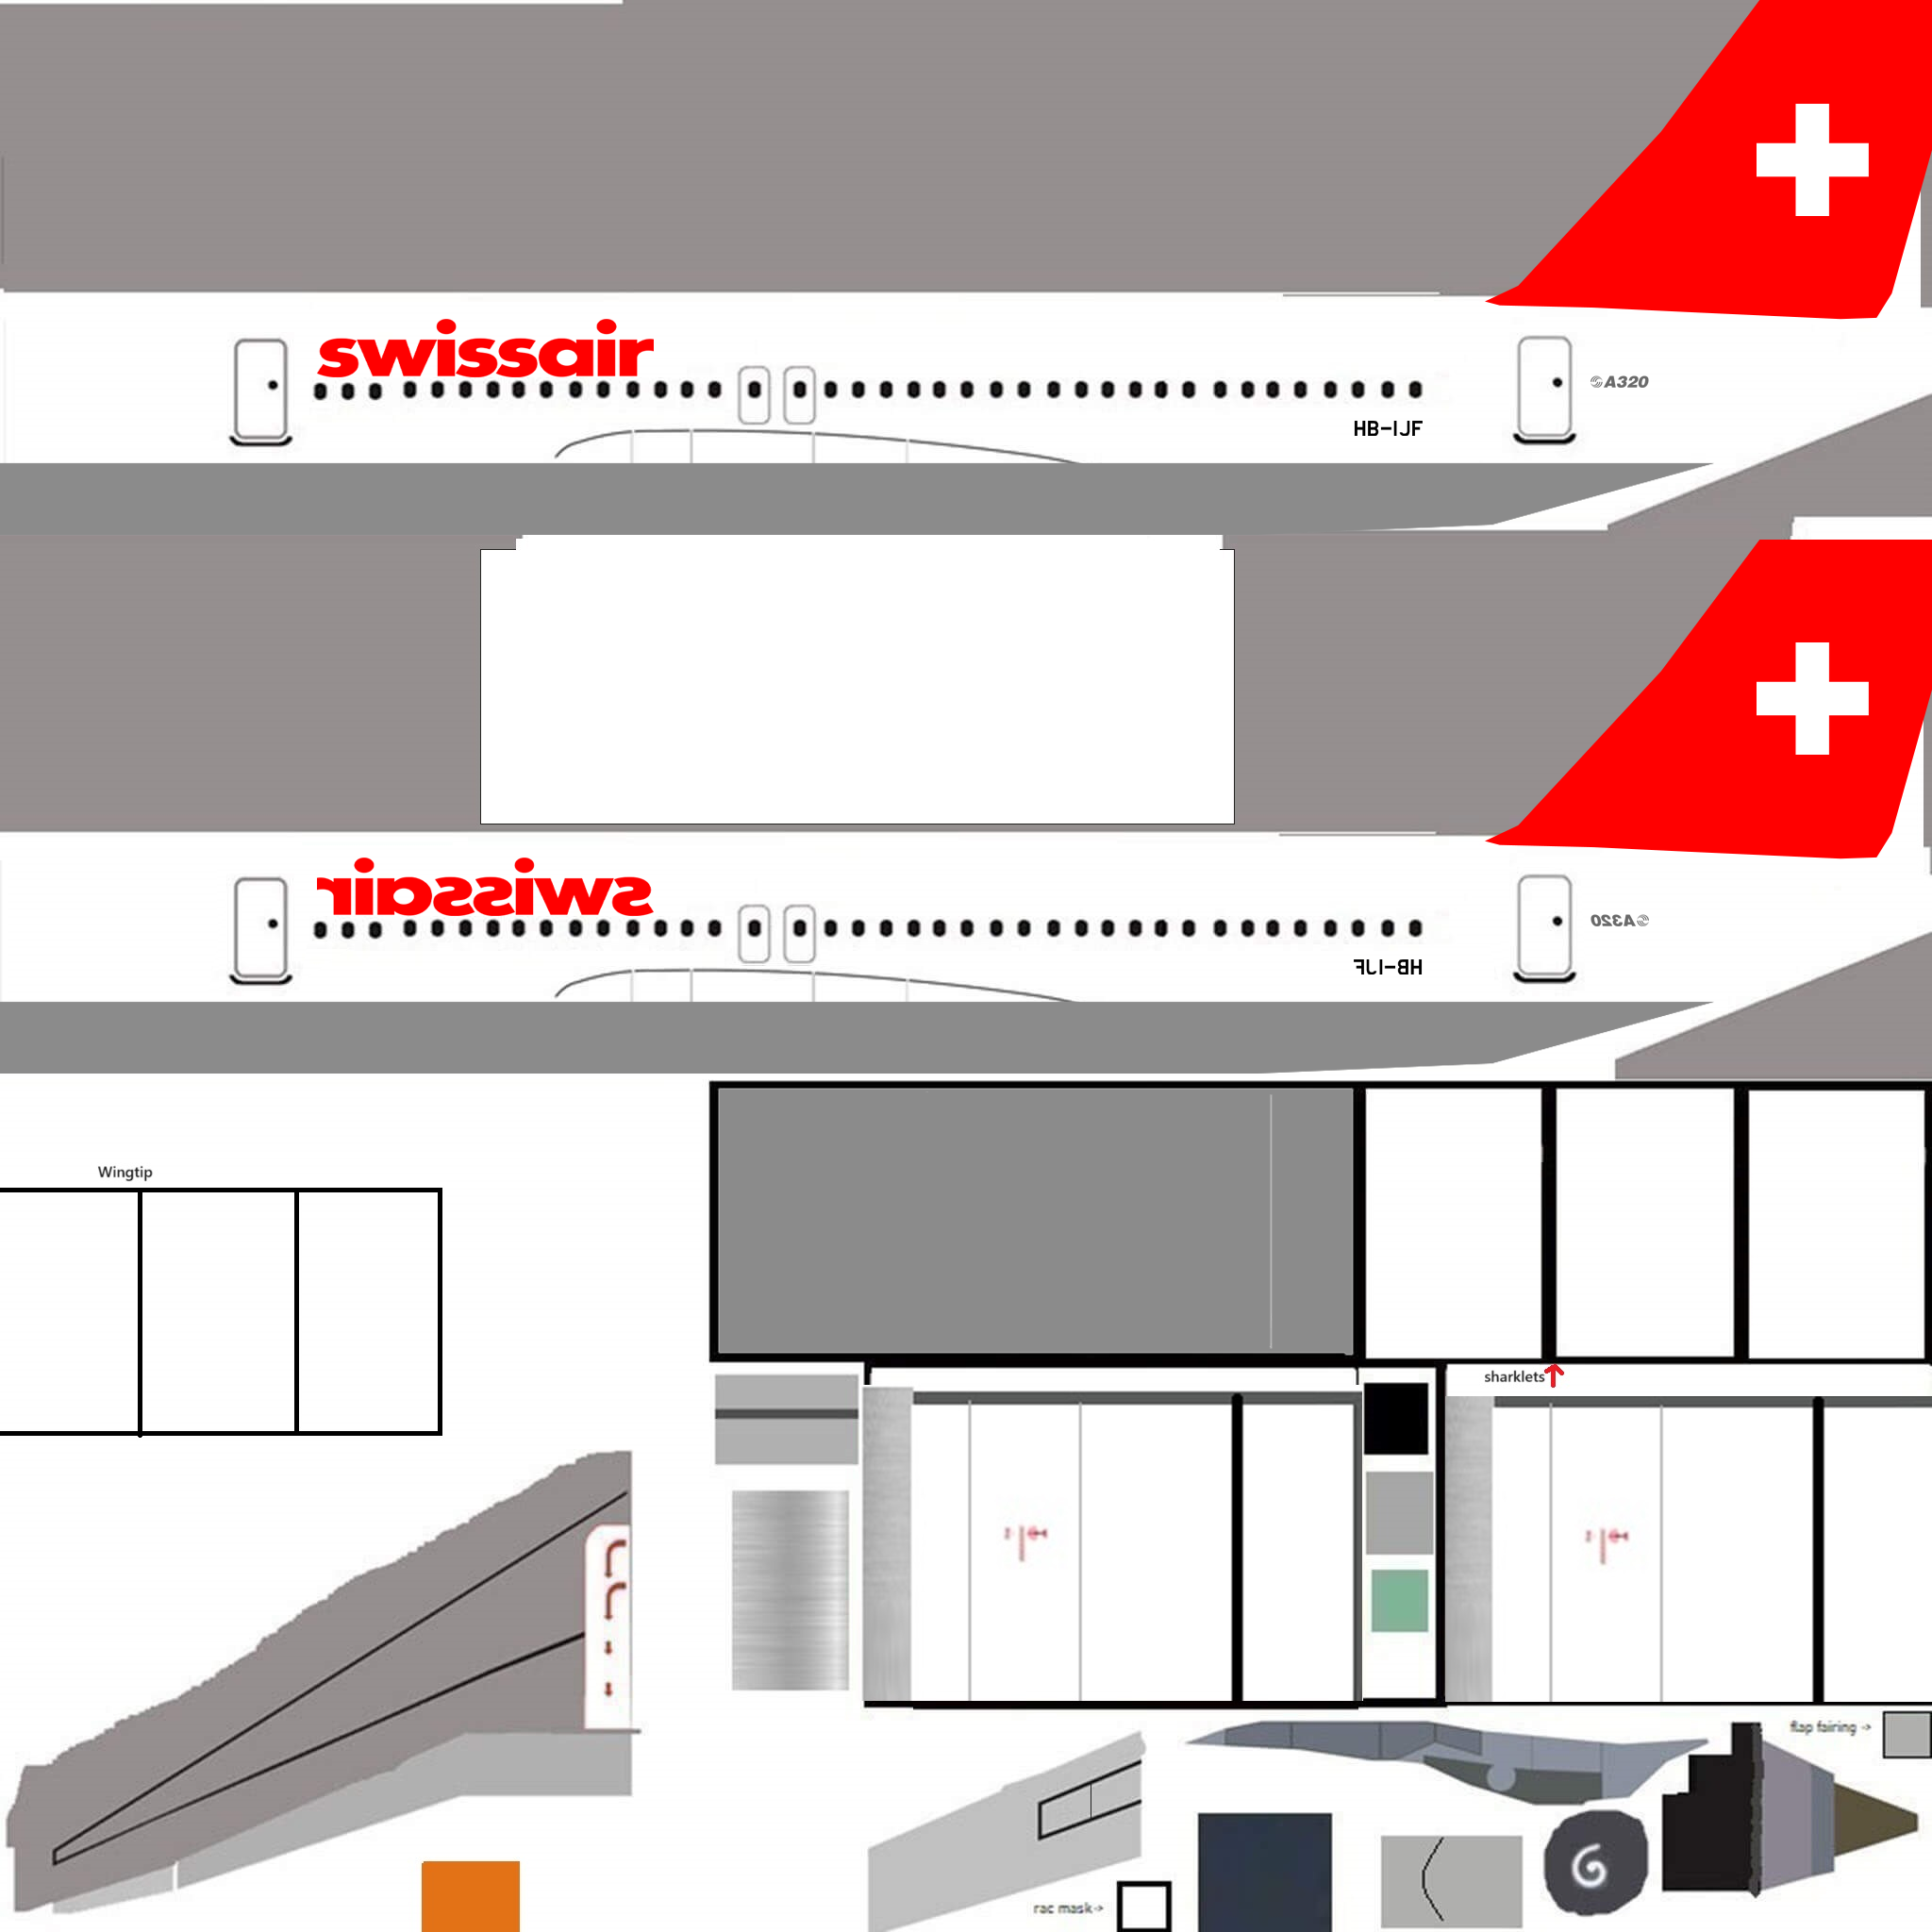 swissair
A320
HB-IJF
swissair
A320
HB-IJF
Wingtip
sharklets
flap fairing ->
rac mask->